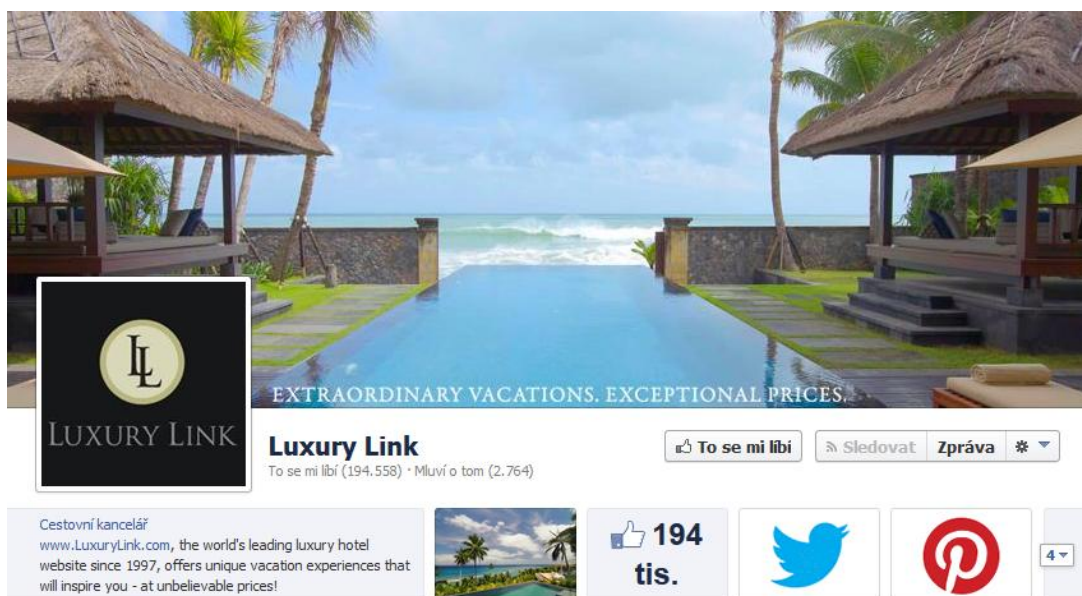 EXTRAORDINARY VACATIONS. EXCEPTIONAL PRICES.
LL
LUXURY LINK
Luxury Link
To se mi líbí (194.558) · Mluví o tom (2.764)
To se mi líbí
Sledovat
Zpráva
Cestovní kancelář
www.LuxuryLink.com, the world's leading luxury hotel
website since 1997, offers unique vacation experiences that
will inspire you - at unbelievable prices!
194
tis.
4